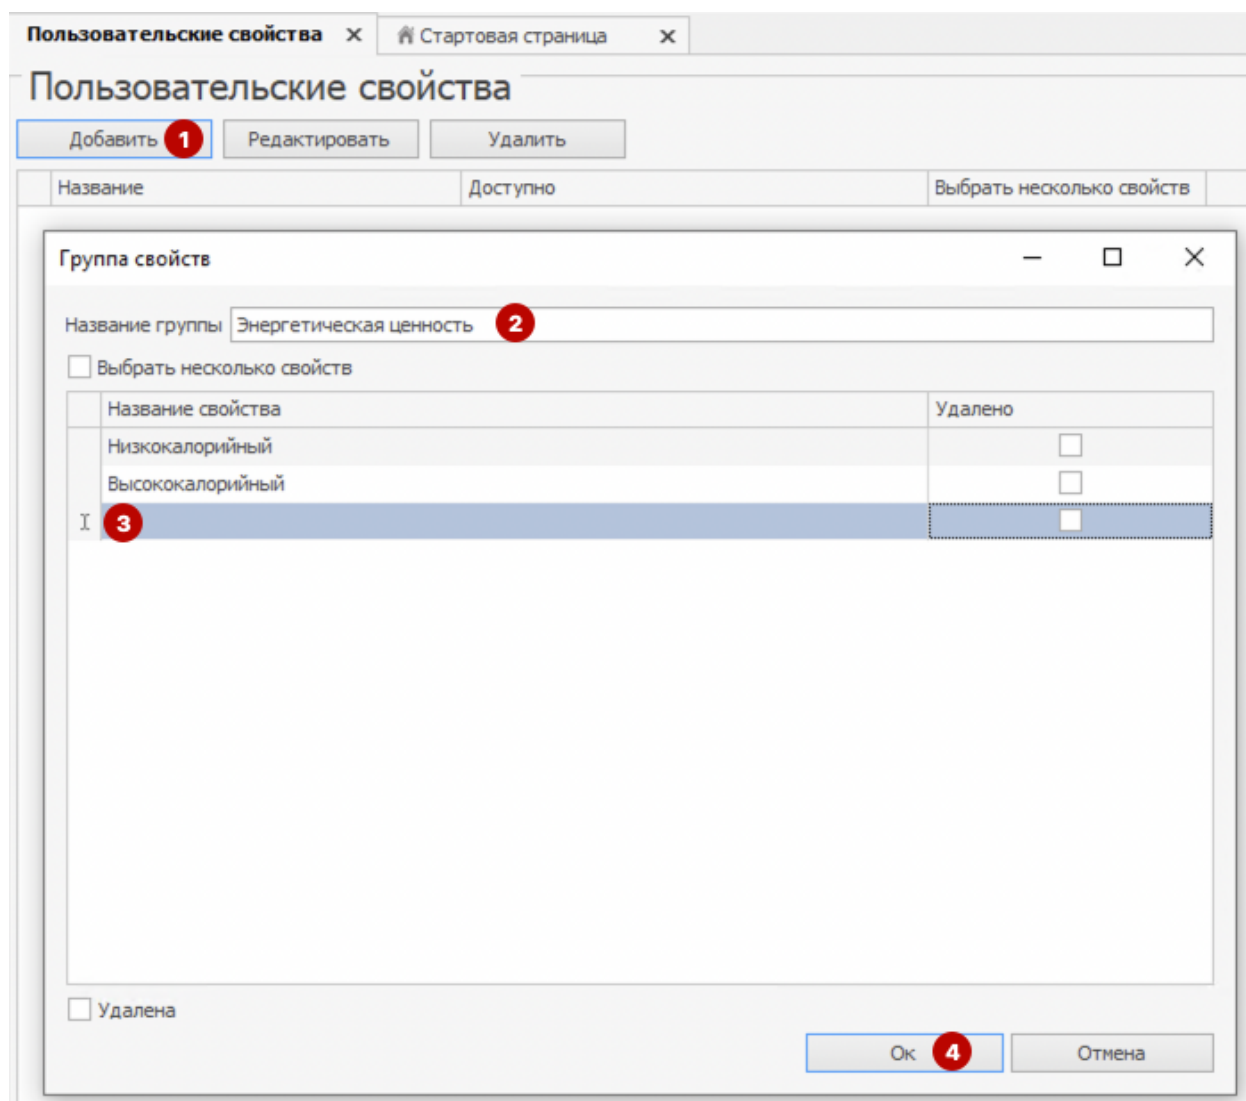 Пользовательские свойства Стартовая страница
Пользовательские свойства
Добавить 1 Редактировать Удалить
Название Доступно Выбрать несколько свойств
Группа свойств
Название группы Энергетическая ценность 2
Выбрать несколько свойств
Название свойства Удалено
Низкокалорийный
Высококалорийный
3
Удалена
Ок 4 Отмена